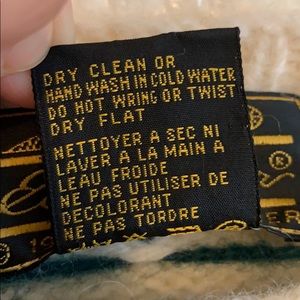 DRY CLEAN OR
HAND WASH IN COLD WATER
DO HOT WRING OR TWIST
DRY FLAT
NETTOYER A SEC NI
LAVER A LA MAIN A
LEAU FROIDE
NE PAS UTILISER DE
DECOLORANT
NE PAS TORDRE
®